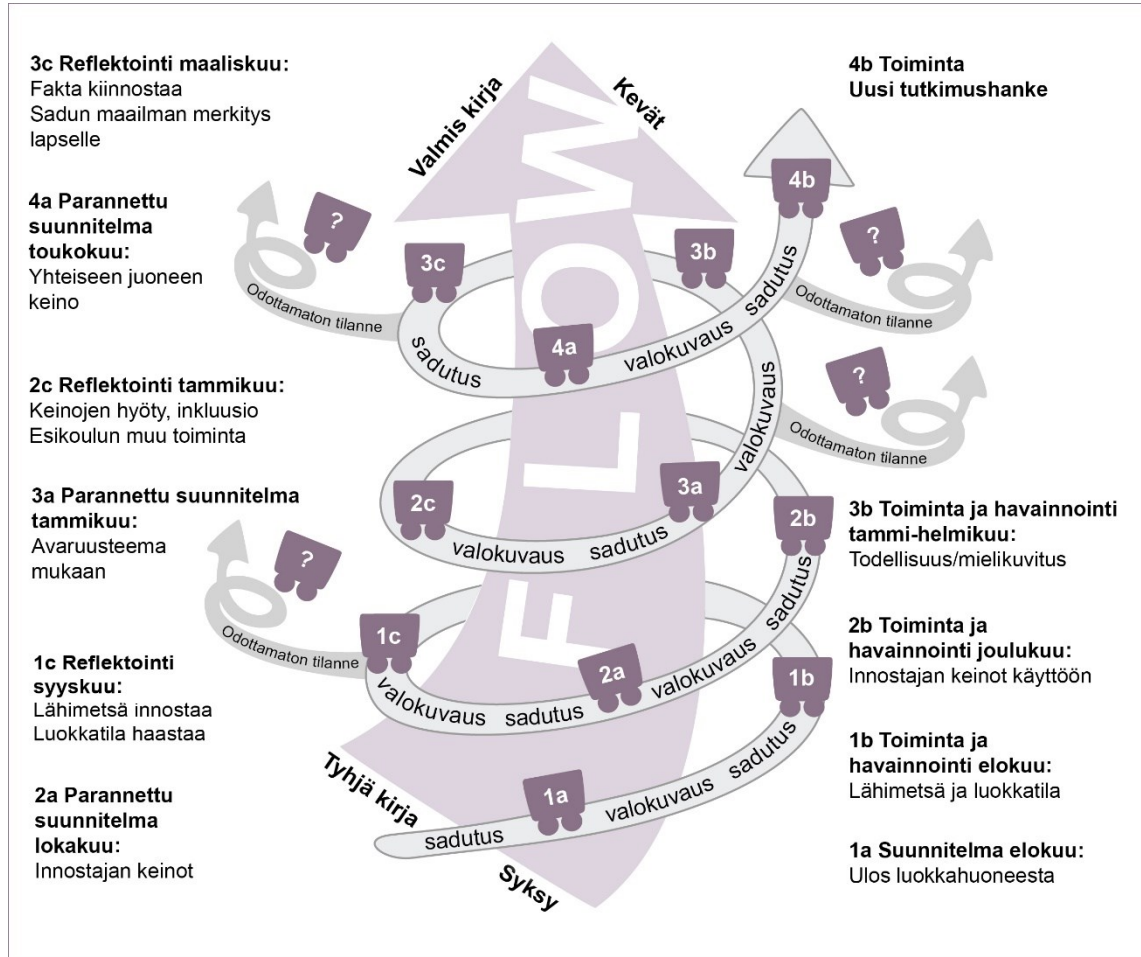 3c Reflektointi maaliskuu:
Fakta kiinnostaa
Sadun maailman merkitys
lapselle
4a Parannettu
suunnitelma
toukokuu:
Yhteiseen juoneen
keino
2c Reflektointi tammikuu:
Keinojen hyöty, inkluusio
Esikoulun muu toiminta
3a Parannettu suunnitelma
tammikuu:
Avaruusteema
mukaan
1c Reflektointi
syyskuu:
Lähimetsä innostaa
Luokkatila haastaa
2a Parannettu
suunnitelma
lokakuu:
Innostajan keinot
Valmis kirja
Kevät
FLOW
?
Odottamaton tilanne
3c
3b
4b
?
Odottamaton tilanne
sadutus
4a
valokuvaus
sadutus
?
Odottamaton tilanne
valokuvaus
2c
valokuvaus
sadutus
3a
2b
?
Odottamaton tilanne
1c
valokuvaus
sadutus
2a
valokuvaus
sadutus
1b
Tyhjä kirja
Syksy
sadutus
1a
valokuvaus
sadutus
4b Toiminta
Uusi tutkimushanke
3b Toiminta ja havainnointi
tammi-helmikuu:
Todellisuus/mielikuvitus
2b Toiminta ja
havainnointi joulukuu:
Innostajan keinot käyttöön
1b Toiminta ja
havainnointi elokuu:
Lähimetsä ja luokkatila
1a Suunnitelma elokuu:
Ulos luokkahuoneesta